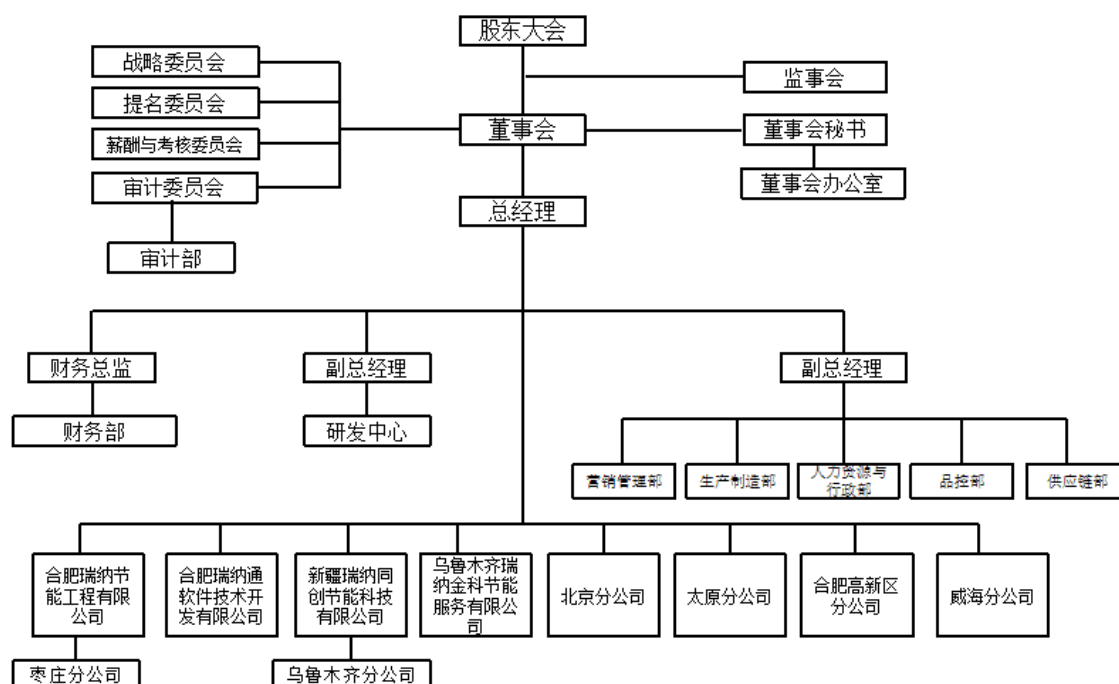 股东大会
战略委员会
监事会
提名委员会
董事会
董事会秘书
薪酬与考核委员会
审计委员会
董事会办公室
总经理
审计部
财务总监
副总经理
副总经理
财务部
研发中心
营销管理部
生产制造部
人力资源与
行政部
品控部
供应链部
合肥瑞纳节
能工程有限公
司
合肥瑞纳通
软件技术开
发有限公司
新疆瑞纳同
创节能科技
有限公司
乌鲁木齐瑞
纳金科节能
服务有限公
司
北京分公司
太原分公司
合肥高新区
分公司
威海分公司
枣庄分公司
乌鲁木齐分公司